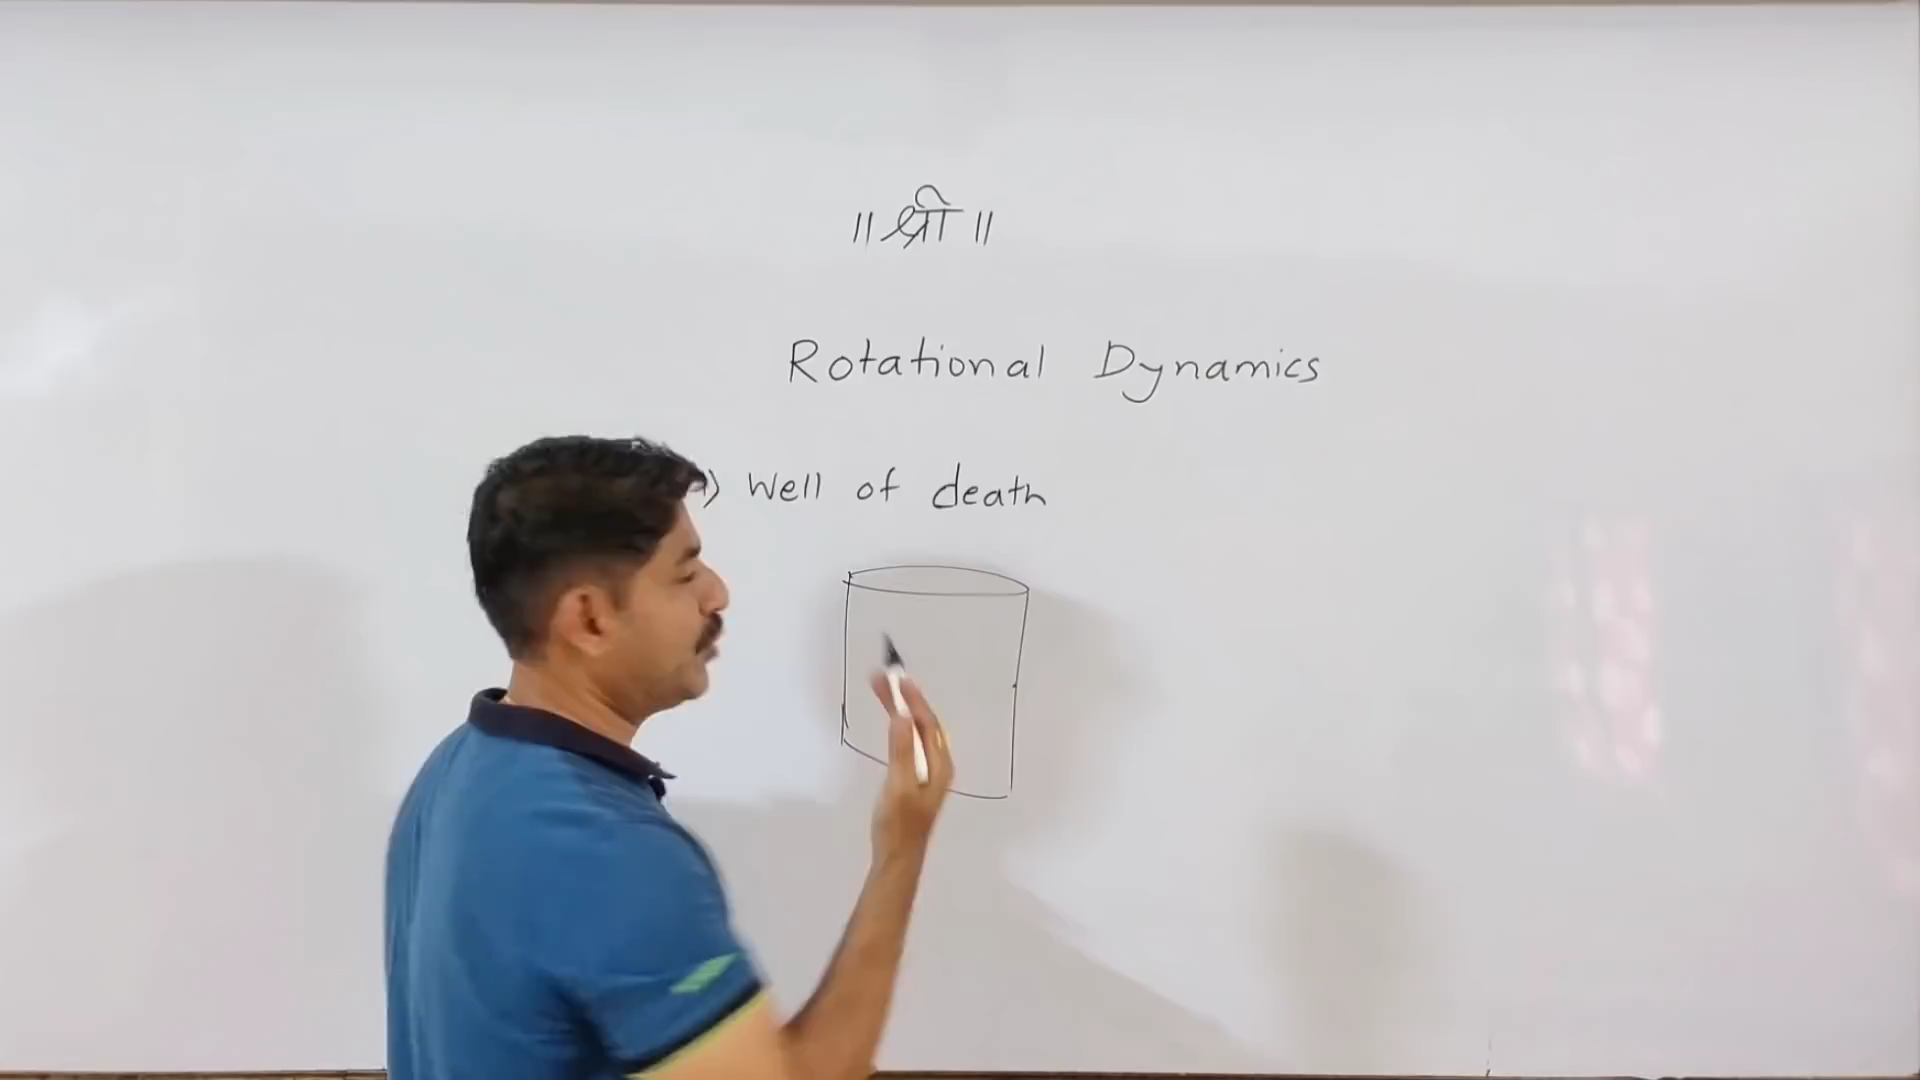 ॥ श्री ॥
Rotational Dynamics
) Well of death